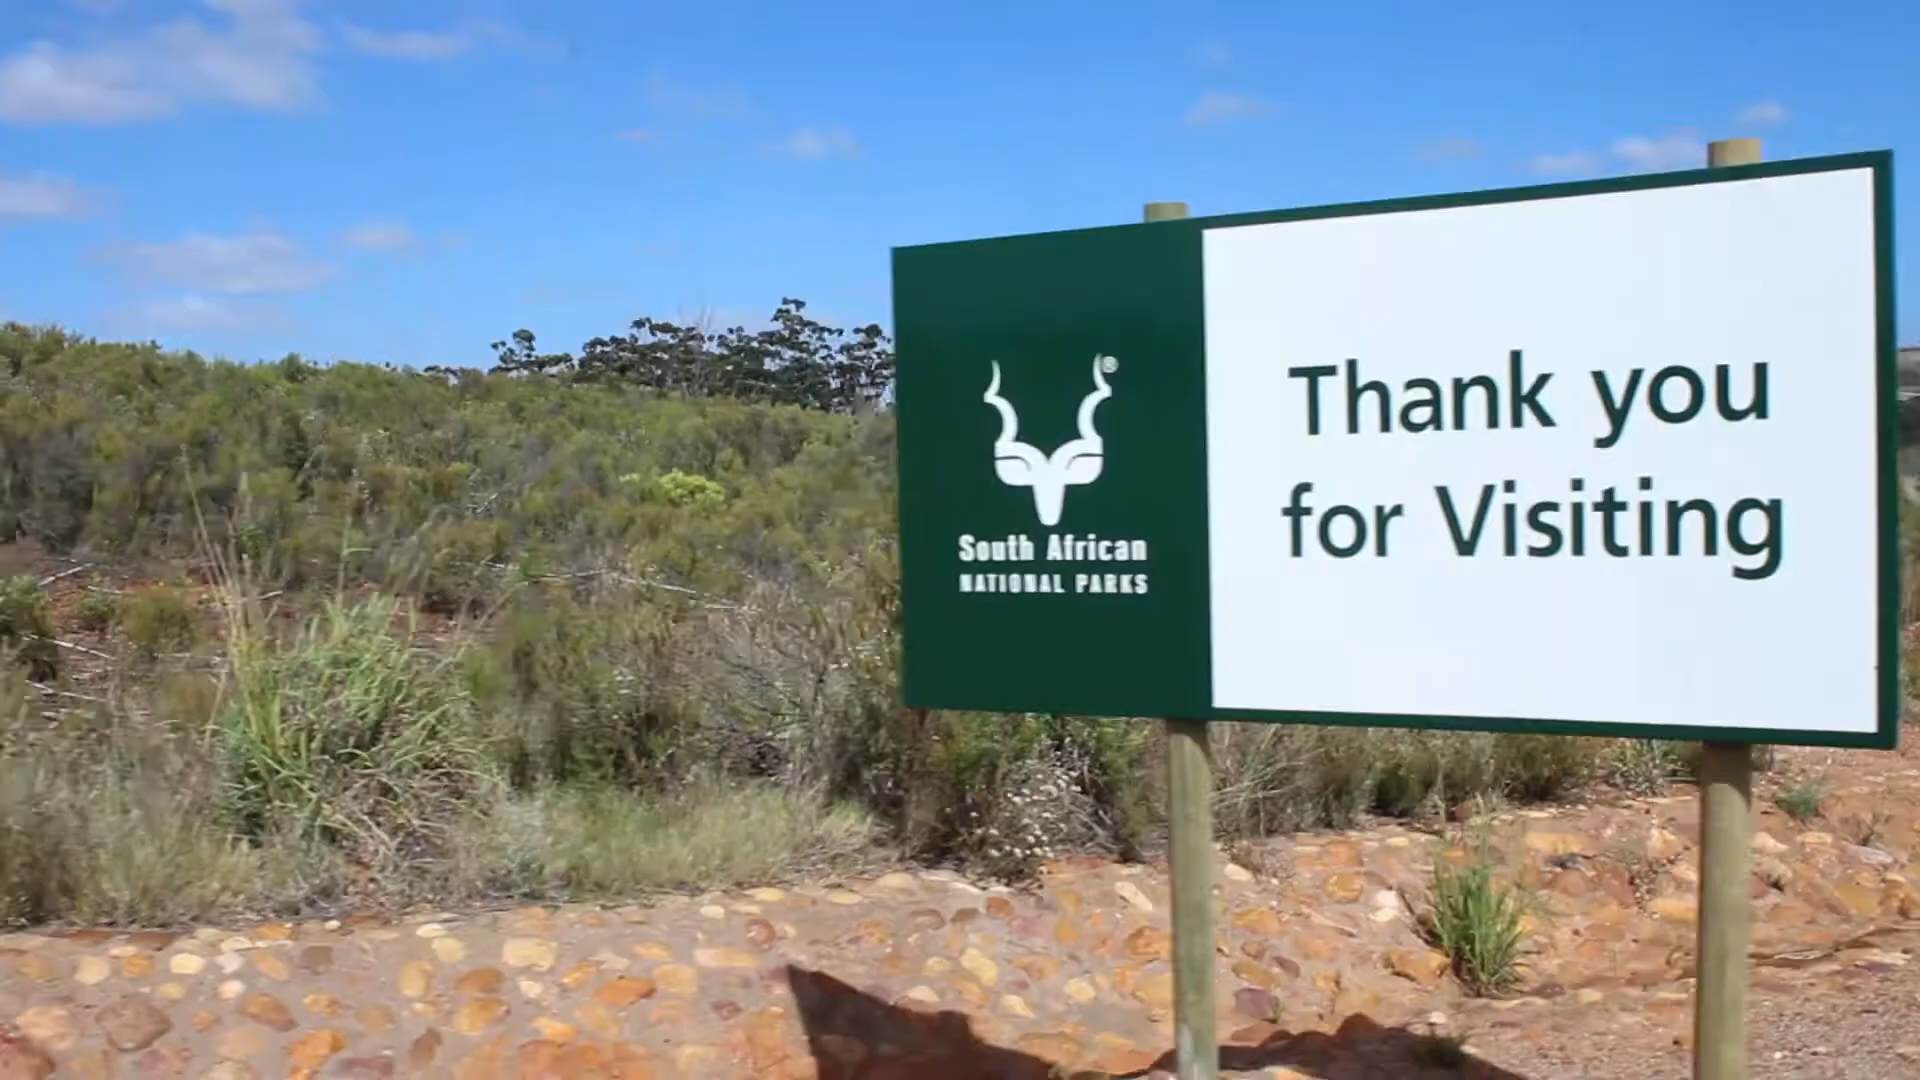 ®
South African
NATIONAL PARKS
Thank you
for Visiting